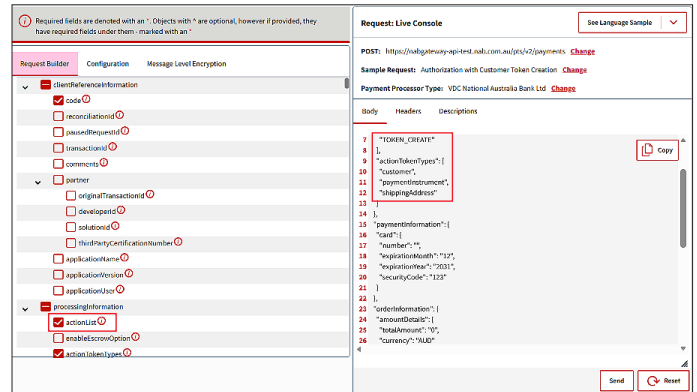 Required fields are denoted with an *. Objects with ^ are optional, however if provided, they
have required fields under them - marked with an *
Request Builder
Configuration
Message Level Encryption
clientReferenceInformation
code
reconciliationId
pausedRequestId
transactionId
comments
partner
originalTransactionId
developerId
solutionId
thirdPartyCertificationNumber
applicationName
applicationVersion
applicationUser
processingInformation
actionList
enableEscrowOption
actionTokenTypes
Request: Live Console
See Language Sample
POST: https://nabgateway-api-test.nab.com.au/pts/v2/payments Change
Sample Request: Authorization with Customer Token Creation Change
Payment Processor Type: VDC National Australia Bank Ltd Change
Body
Headers
Descriptions
Copy
7 "TOKEN_CREATE"
8 ],
9 "actionTokenTypes": [
10 "customer",
11 "paymentInstrument",
12 "shippingAddress"
13 ]
14 },
15 "paymentInformation": {
16 "card": {
17 "number": "",
18 "expirationMonth": "12",
19 "expirationYear": "2031",
20 "securityCode": "123"
21 }
22 },
23 "orderInformation": {
24 "amountDetails": {
25 "totalAmount": "0",
26 "currency": "AUD"
Send
Reset